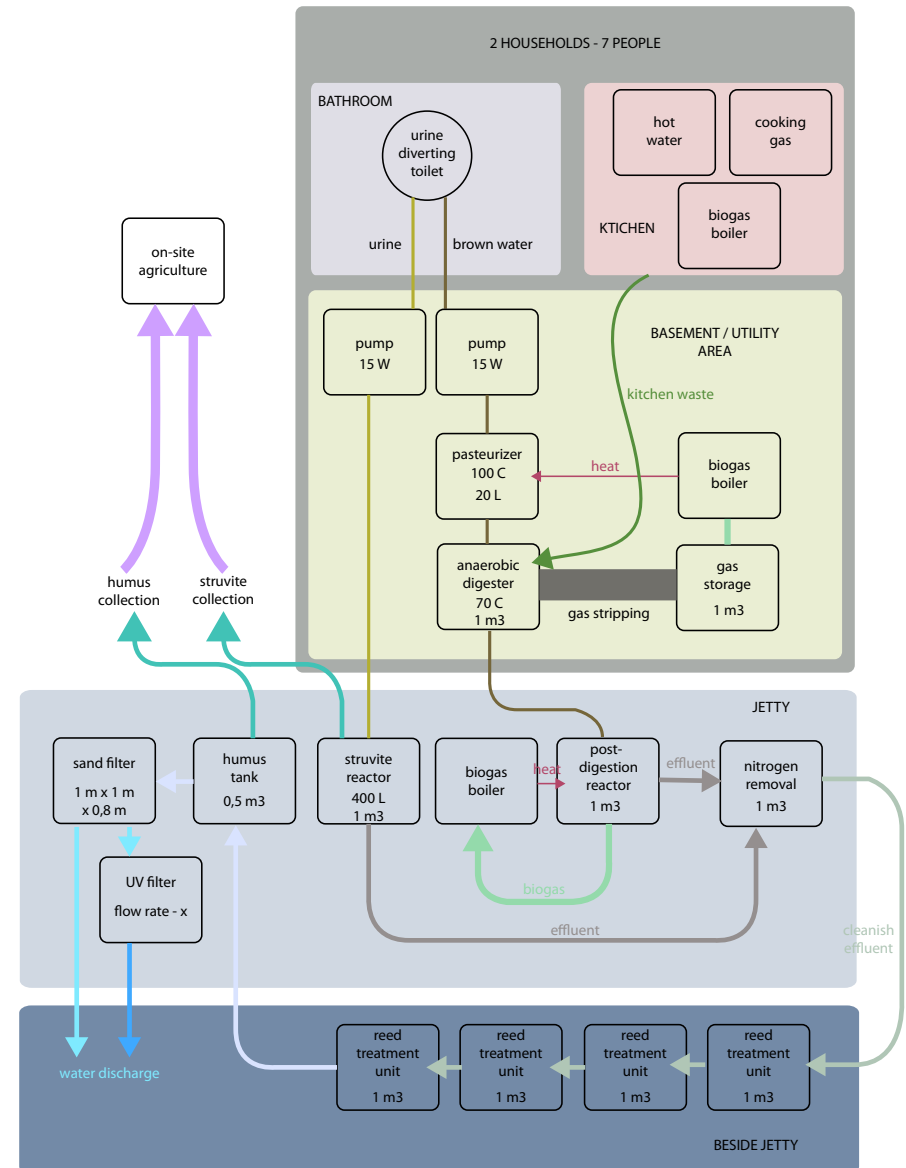 2 HOUSEHOLDS - 7 PEOPLE
BATHROOM
urine
diverting
toilet
hot
water
cooking
gas
biogas
boiler
KTICHEN
urine
brown water
on-site
agriculture
pump
15 W
pump
15 W
BASEMENT / UTILITY
AREA
kitchen waste
pasteurizer
100 C
20 L
heat
biogas
boiler
anaerobic
digester
70 C
1 m3
gas stripping
gas
storage
1 m3
humus
collection
struvite
collection
JETTY
sand filter
1 m x 1 m
x 0,8 m
humus
tank
0,5 m3
struvite
reactor
400 L
1 m3
biogas
boiler
heat
post-
digestion
reactor
1 m3
effluent
nitrogen
removal
1 m3
UV filter
flow rate - x
biogas
effluent
cleanish
effluent
water discharge
reed
treatment
unit
1 m3
reed
treatment
unit
1 m3
reed
treatment
unit
1 m3
reed
treatment
unit
1 m3
BESIDE JETTY